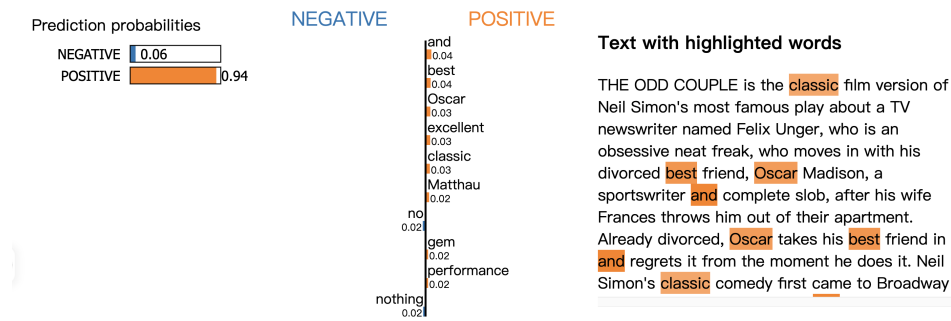 Prediction probabilities
NEGATIVE 0.06
POSITIVE 0.94
NEGATIVE POSITIVE
and
0.04
best
0.04
Oscar
0.03
excellent
0.03
classic
0.03
Matthau
0.02
no
0.02
gem
0.02
performance
0.02
nothing
0.02
Text with highlighted words
THE ODD COUPLE is the classic film version of
Neil Simon's most famous play about a TV
newswriter named Felix Unger, who is an
obsessive neat freak, who moves in with his
divorced best friend, Oscar Madison, a
sportswriter and complete slob, after his wife
Frances throws him out of their apartment.
Already divorced, Oscar takes his best friend in
and regrets it from the moment he does it. Neil
Simon's classic comedy first came to Broadway